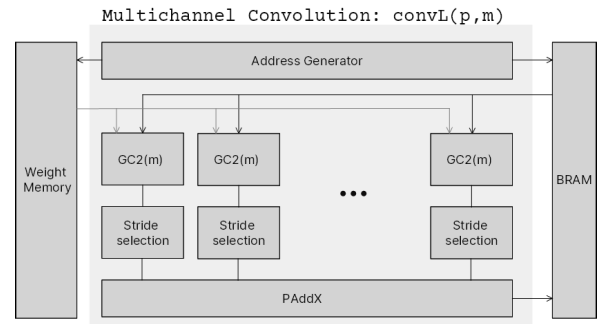 Multichannel Convolution: convL(p,m)
Address Generator
Weight
Memory
GC2(m)
GC2(m)
GC2(m)
BRAM
Stride
selection
Stride
selection
Stride
selection
PAddX